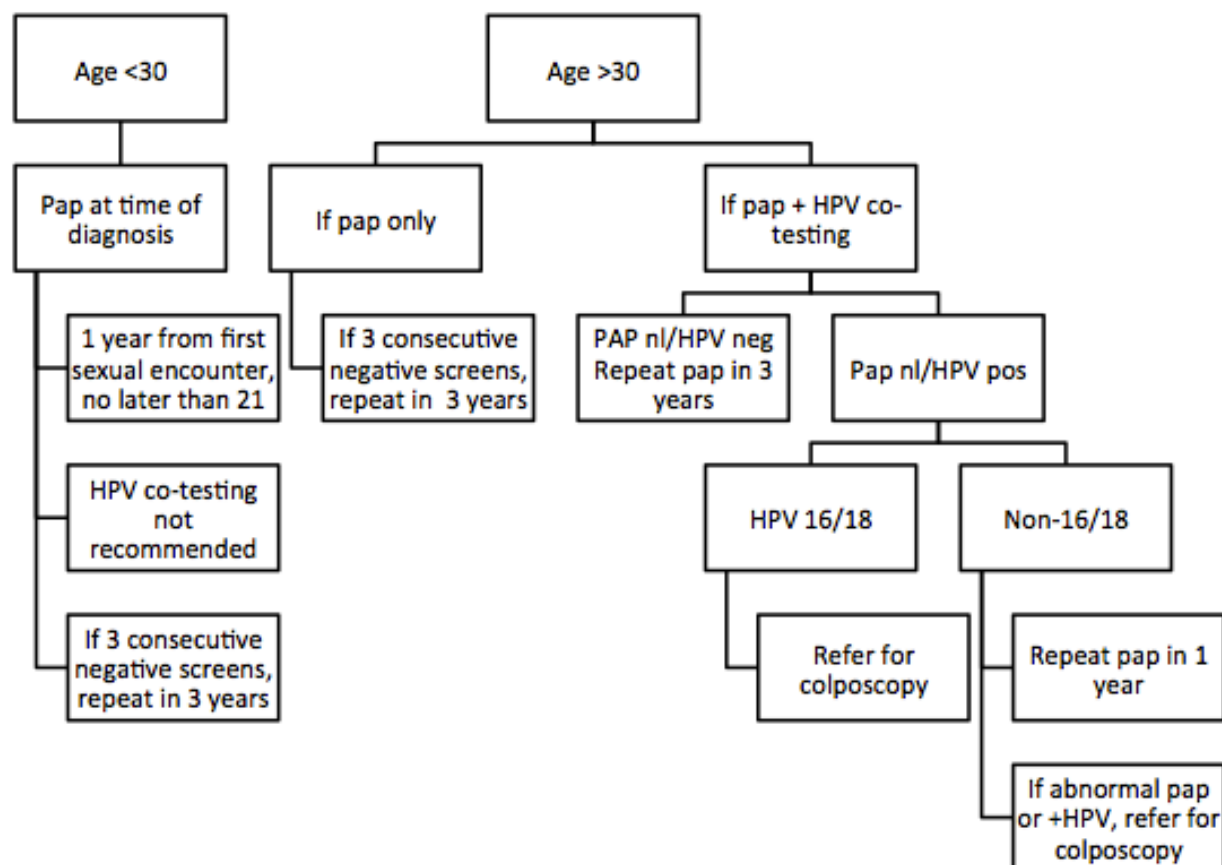 Age <30
Age >30
Pap at time of
diagnosis
If pap only
If pap + HPV co-
testing
1 year from first
sexual encounter,
no later than 21
If 3 consecutive
negative screens,
repeat in  3 years
PAP nl/HPV neg
Repeat pap in 3
years
Pap nl/HPV pos
HPV co-testing
not
recommended
HPV 16/18
Non-16/18
If 3 consecutive
negative screens,
repeat in 3 years
Refer for
colposcopy
Repeat pap in 1
year
If abnormal pap
or +HPV, refer for
colposcopy